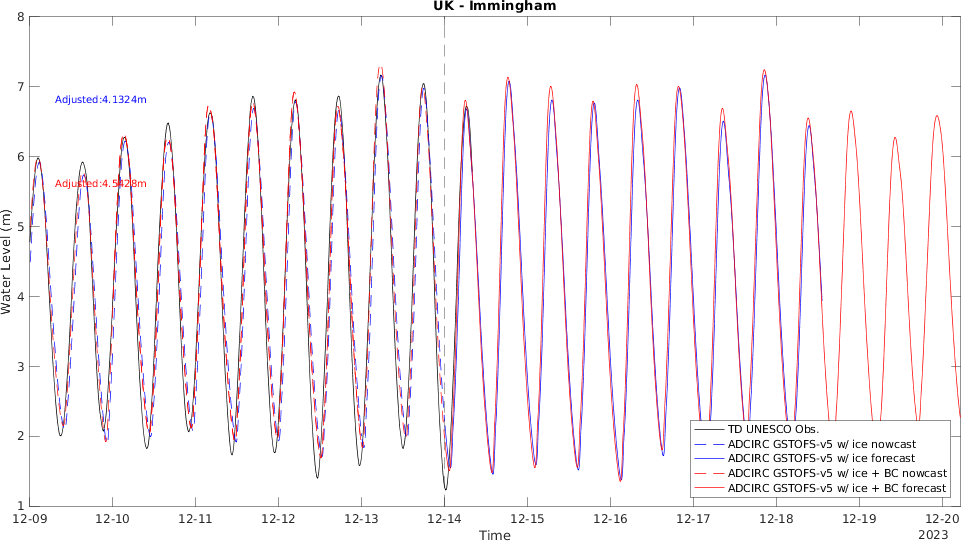 UK - Immingham
8
7
6
5
4
3
2
1
Water Level (m)
Adjusted:4.1324m
Adjusted:4.5428m
TD UNESCO Obs.
ADCIRC GSTOFS-v5 w/ ice nowcast
ADCIRC GSTOFS-v5 w/ ice forecast
ADCIRC GSTOFS-v5 w/ ice + BC nowcast
ADCIRC GSTOFS-v5 w/ ice + BC forecast
12-09 12-10 12-11 12-12 12-13 12-14 12-15 12-16 12-17 12-18 12-19 12-20
Time
2023